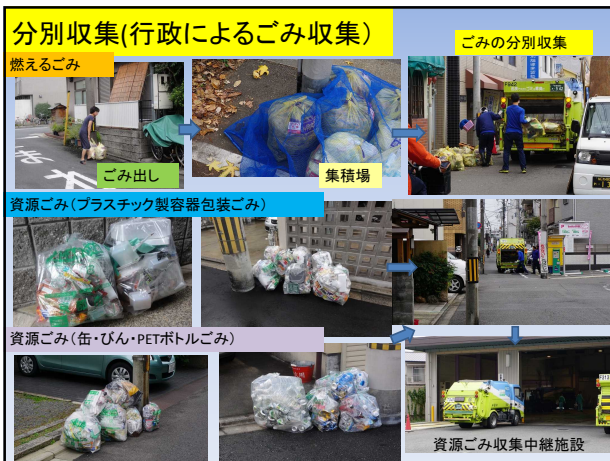 分別収集(行政によるごみ収集）
ごみの分別収集
燃えるごみ
ごみ出し
集積場
資源ごみ（プラスチック製容器包装ごみ）
資源ごみ（缶・びん・PETボトルごみ）
資源ごみ収集中継施設